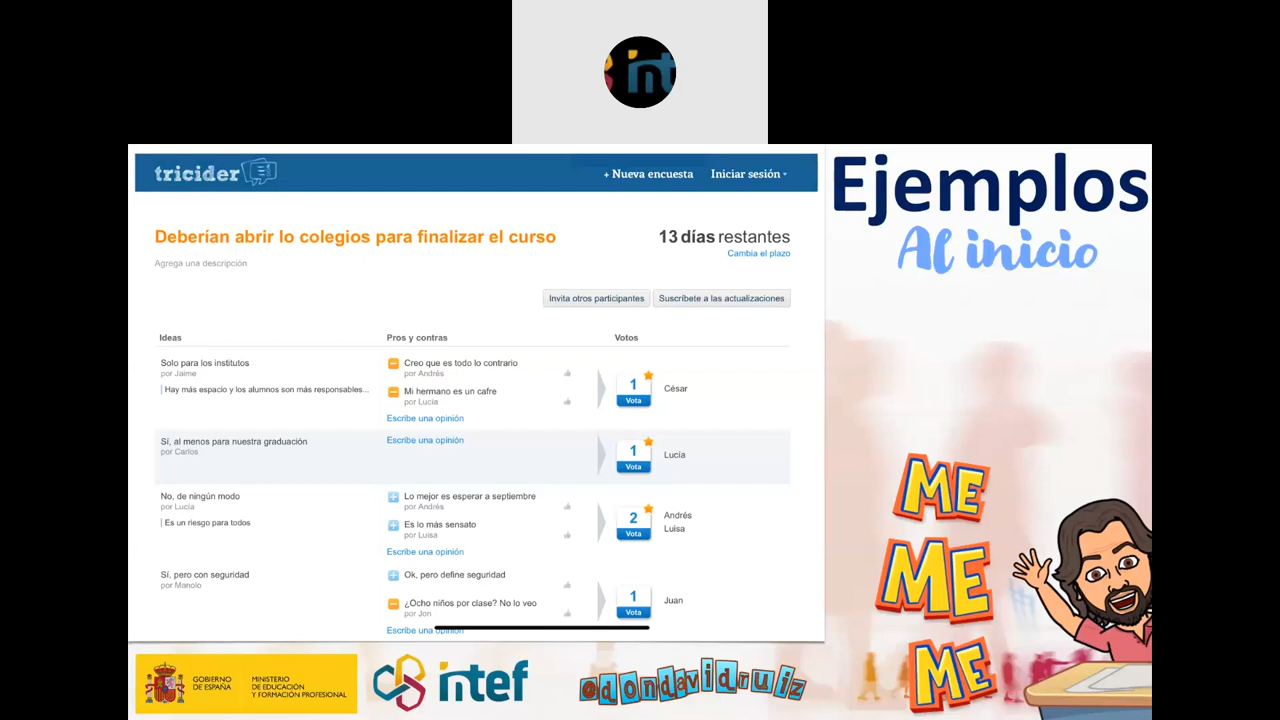 int
tricider
+ Nueva encuesta Iniciar sesión
Ejemplos
Al inicio
Deberían abrir lo colegios para finalizar el curso
13 días restantes
Cambia el plazo
Agrega una descripción
Invita otros participantes Suscríbete a las actualizaciones
Ideas Pros y contras Votos
Solo para los institutos
por Jaime
Hay más espacio y los alumnos son más responsables...
Creo que es todo lo contrario
por Andrés
Mi hermano es un cafre
por Lucía
Escribe una opinión
1
Vota
César
Sí, al menos para nuestra graduación
por Carlos
Escribe una opinión
1
Vota
Lucía
No, de ningún modo
por Lucía
Es un riesgo para todos
Lo mejor es esperar a septiembre
por Andrés
Es lo más sensato
por Luisa
Escribe una opinión
2
Vota
Andrés
Luisa
Sí, pero con seguridad
por Manolo
Ok, pero define seguridad
¿Ocho niños por clase? No lo veo
por Jon
Escribe una opinión
1
Vota
Juan
ME
ME
ME
GOBIERNO
DE ESPAÑA
MINISTERIO
DE EDUCACIÓN
Y FORMACIÓN PROFESIONAL
intef
@dondavidruiz